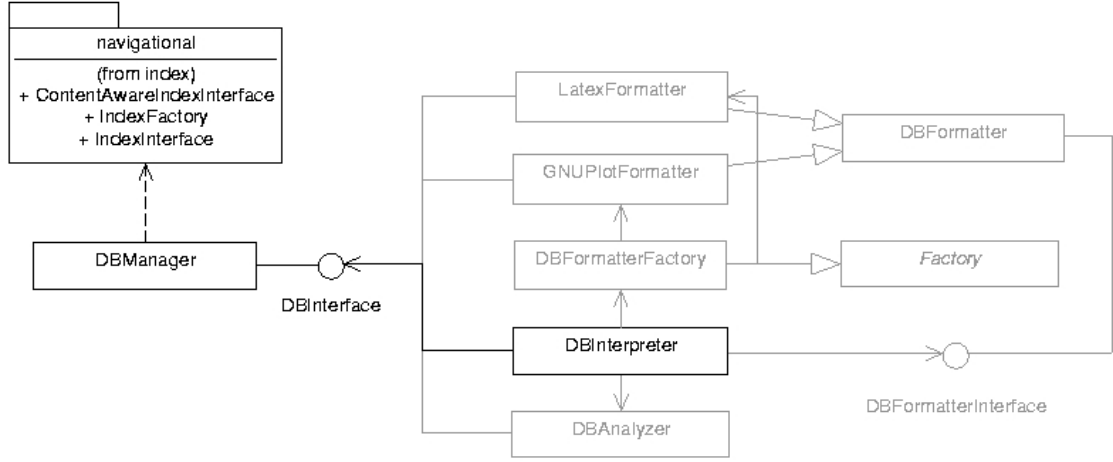 navigational
(from index)
+ ContentAwareIndexInterface
+ IndexFactory
+ IndexInterface
LatexFormatter
DBFormatter
GNUPlotFormatter
DBManager
DBInterface
DBFormatterFactory
Factory
DBInterpreter
DBFormatterInterface
DBAnalyzer